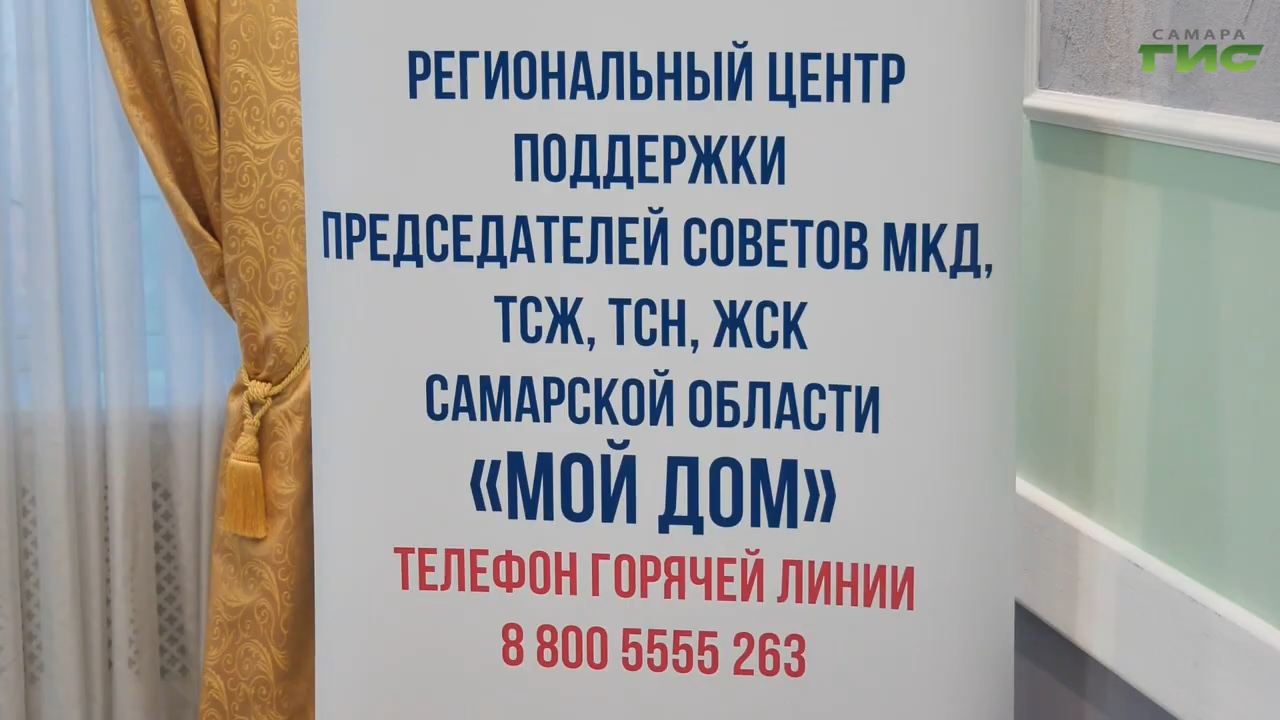 САМАРА
ГИС
РЕГИОНАЛЬНЫЙ ЦЕНТР
ПОДДЕРЖКИ
ПРЕДСЕДАТЕЛЕЙ СОВЕТОВ МКД,
ТСЖ, ТСН, ЖСК
САМАРСКОЙ ОБЛАСТИ
«МОЙ ДОМ»
ТЕЛЕФОН ГОРЯЧЕЙ ЛИНИИ
8 800 5555 263